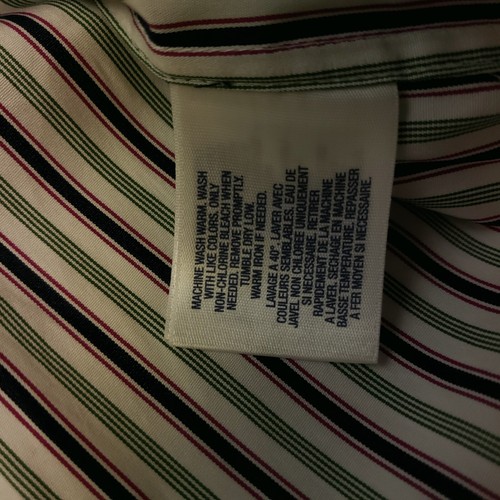 MACHINE WASH WARM. WASH
WITH LIKE COLORS. ONLY
NON-CHLORINE BLEACH WHEN
NEEDED. REMOVE PROMPTLY.
TUMBLE DRY LOW.
WARM IRON IF NEEDED.
LAVAGE A 40°. LAVER AVEC
COULEURS SEMBLABLES. EAU DE
JAVEL NON CHLOREE UNIQUEMENT
SI NECESSAIRE. RETIRER
RAPIDEMENT DE LA MACHINE
A LAVER. SECHAGE EN MACHINE
BASSE TEMPERATURE. REPASSER
A FER MOYEN SI NECESSAIRE.